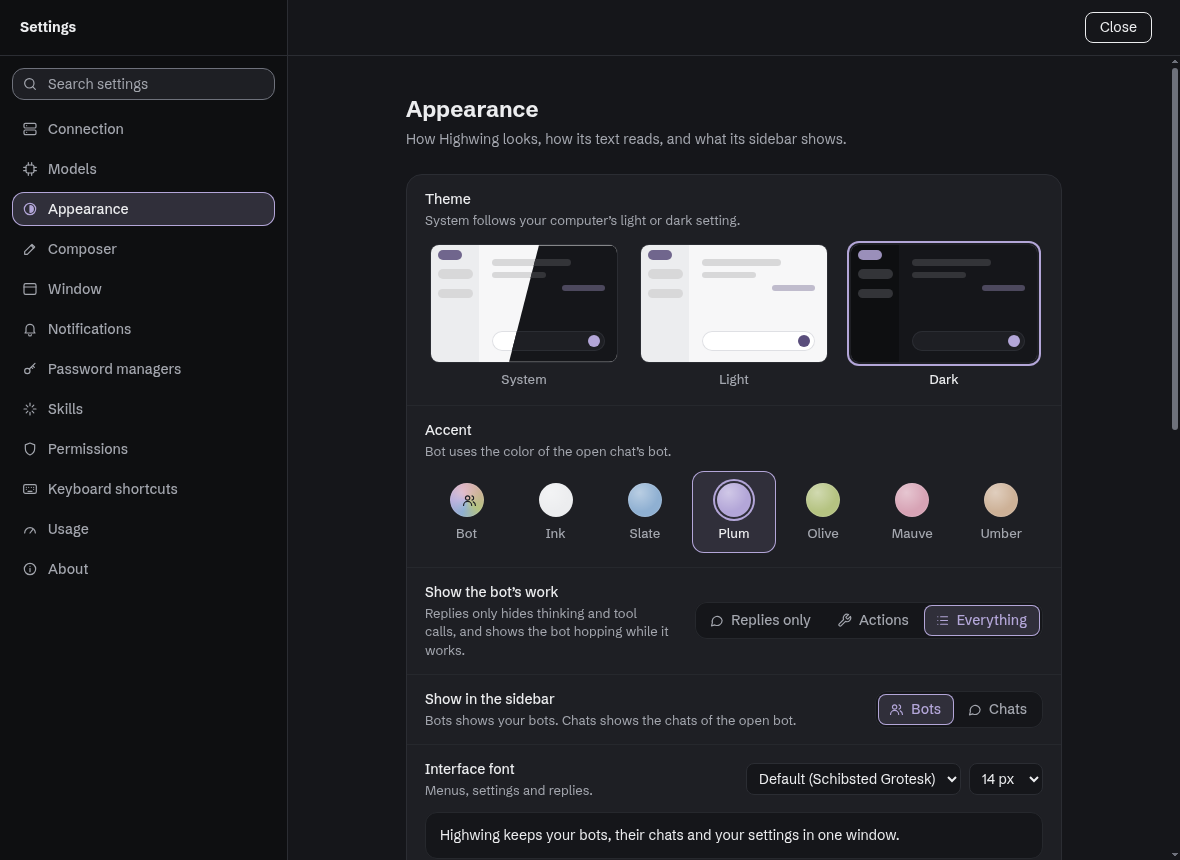 Settings
Close
Search settings
Connection
Models
Appearance
Composer
Window
Notifications
Password managers
Skills
Permissions
Keyboard shortcuts
Usage
About
Appearance
How Highwing looks, how its text reads, and what its sidebar shows.
Theme
System follows your computer's light or dark setting.
System
Light
Dark
Accent
Bot uses the color of the open chat's bot.
Bot
Ink
Slate
Plum
Olive
Mauve
Umber
Show the bot's work
Replies only hides thinking and tool
calls, and shows the bot hopping while it
works.
Replies only
Actions
Everything
Show in the sidebar
Bots shows your bots. Chats shows the chats of the open bot.
Bots
Chats
Interface font
Menus, settings and replies.
Default (Schibsted Grotesk)
14 px
Highwing keeps your bots, their chats and your settings in one window.